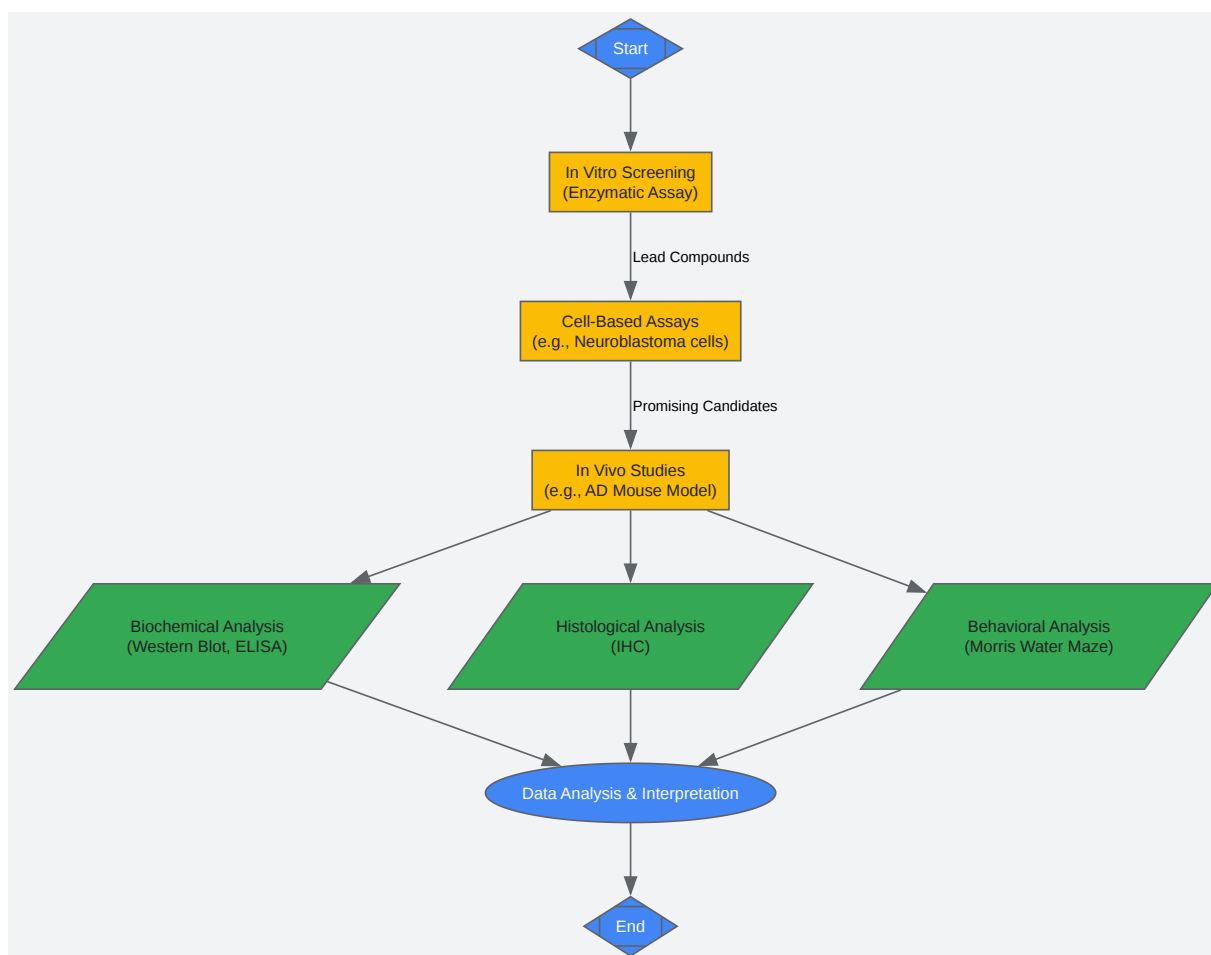 Start
In Vitro Screening
(Enzymatic Assay)
Lead Compounds
Cell-Based Assays
(e.g., Neuroblastoma cells)
Promising Candidates
In Vivo Studies
(e.g., AD Mouse Model)
Biochemical Analysis
(Western Blot, ELISA)
Histological Analysis
(IHC)
Behavioral Analysis
(Morris Water Maze)
Data Analysis & Interpretation
End